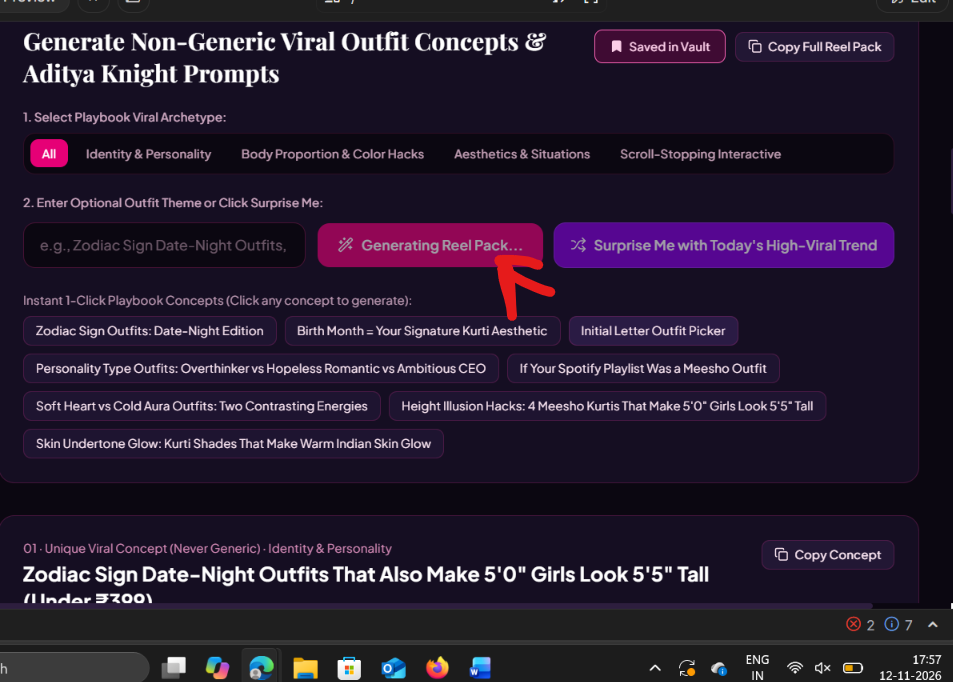 Generate Non-Generic Viral Outfit Concepts &
Aditya Knight Prompts
Saved in Vault
Copy Full Reel Pack
1. Select Playbook Viral Archetype:
All
Identity & Personality
Body Proportion & Color Hacks
Aesthetics & Situations
Scroll-Stopping Interactive
2. Enter Optional Outfit Theme or Click Surprise Me:
e.g., Zodiac Sign Date-Night Outfits,
Generating Reel Pack...
Surprise Me with Today's High-Viral Trend
Instant 1-Click Playbook Concepts (Click any concept to generate):
Zodiac Sign Outfits: Date-Night Edition
Birth Month = Your Signature Kurti Aesthetic
Initial Letter Outfit Picker
Personality Type Outfits: Overthinker vs Hopeless Romantic vs Ambitious CEO
If Your Spotify Playlist Was a Meesho Outfit
Soft Heart vs Cold Aura Outfits: Two Contrasting Energies
Height Illusion Hacks: 4 Meesho Kurtis That Make 5'0" Girls Look 5'5" Tall
Skin Undertone Glow: Kurti Shades That Make Warm Indian Skin Glow
01 · Unique Viral Concept (Never Generic) · Identity & Personality
Copy Concept
Zodiac Sign Date-Night Outfits That Also Make 5'0" Girls Look 5'5" Tall
(Under ₹399)
2
7
h
ENG
IN
17:57
12-11-2026